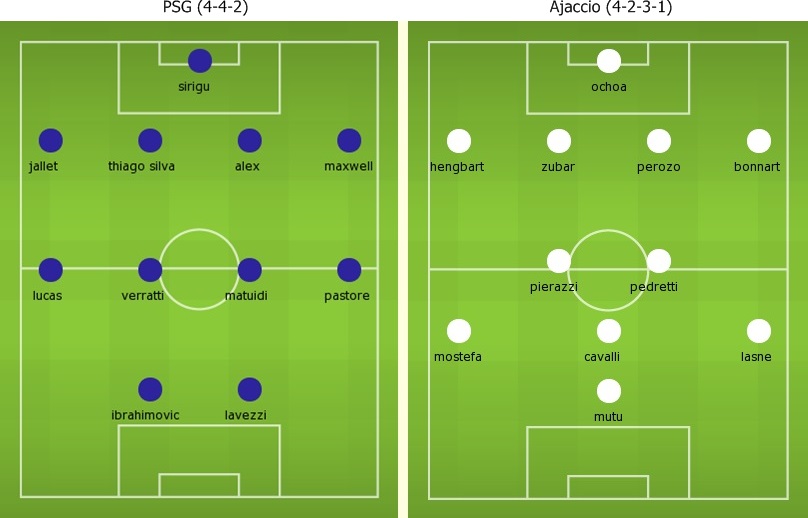 PSG (4-4-2)
sirigu
jallet thiago silva alex maxwell
lucas verratti matuidi pastore
ibrahimovic lavezzi
Ajaccio (4-2-3-1)
ochoa
hengbart zubar perozo bonnart
pierazzi pedretti
mostefa cavalli lasne
mutu